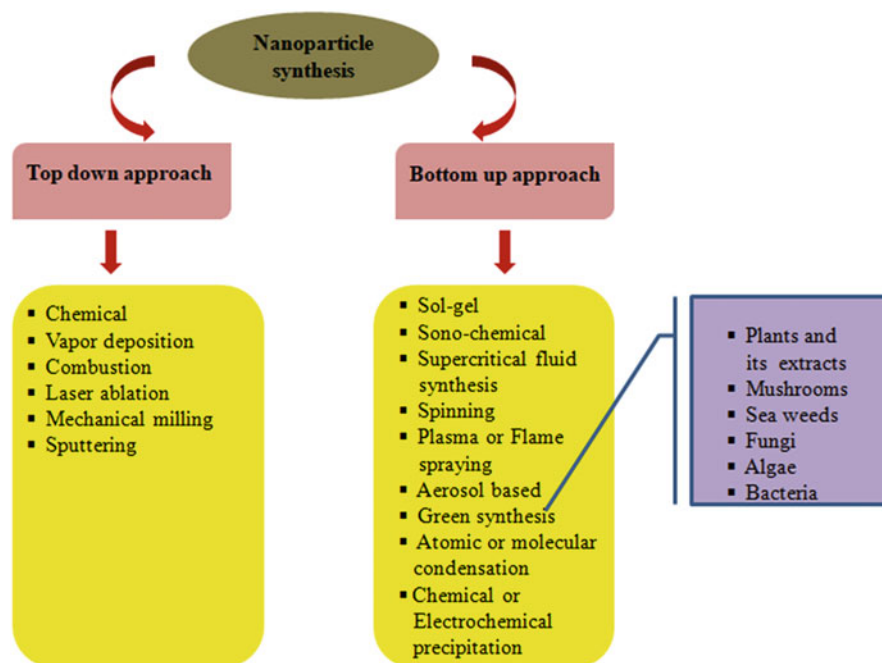 Nanoparticle
synthesis
Top down approach
Bottom up approach
▪ Chemical
▪ Vapor deposition
▪ Combustion
▪ Laser ablation
▪ Mechanical milling
▪ Sputtering
▪ Sol-gel
▪ Sono-chemical
▪ Supercritical fluid
synthesis
▪ Spinning
▪ Plasma or Flame
spraying
▪ Aerosol based
▪ Green synthesis
▪ Atomic or molecular
condensation
▪ Chemical or
Electrochemical
precipitation
▪ Plants and
its extracts
▪ Mushrooms
▪ Sea weeds
▪ Fungi
▪ Algae
▪ Bacteria